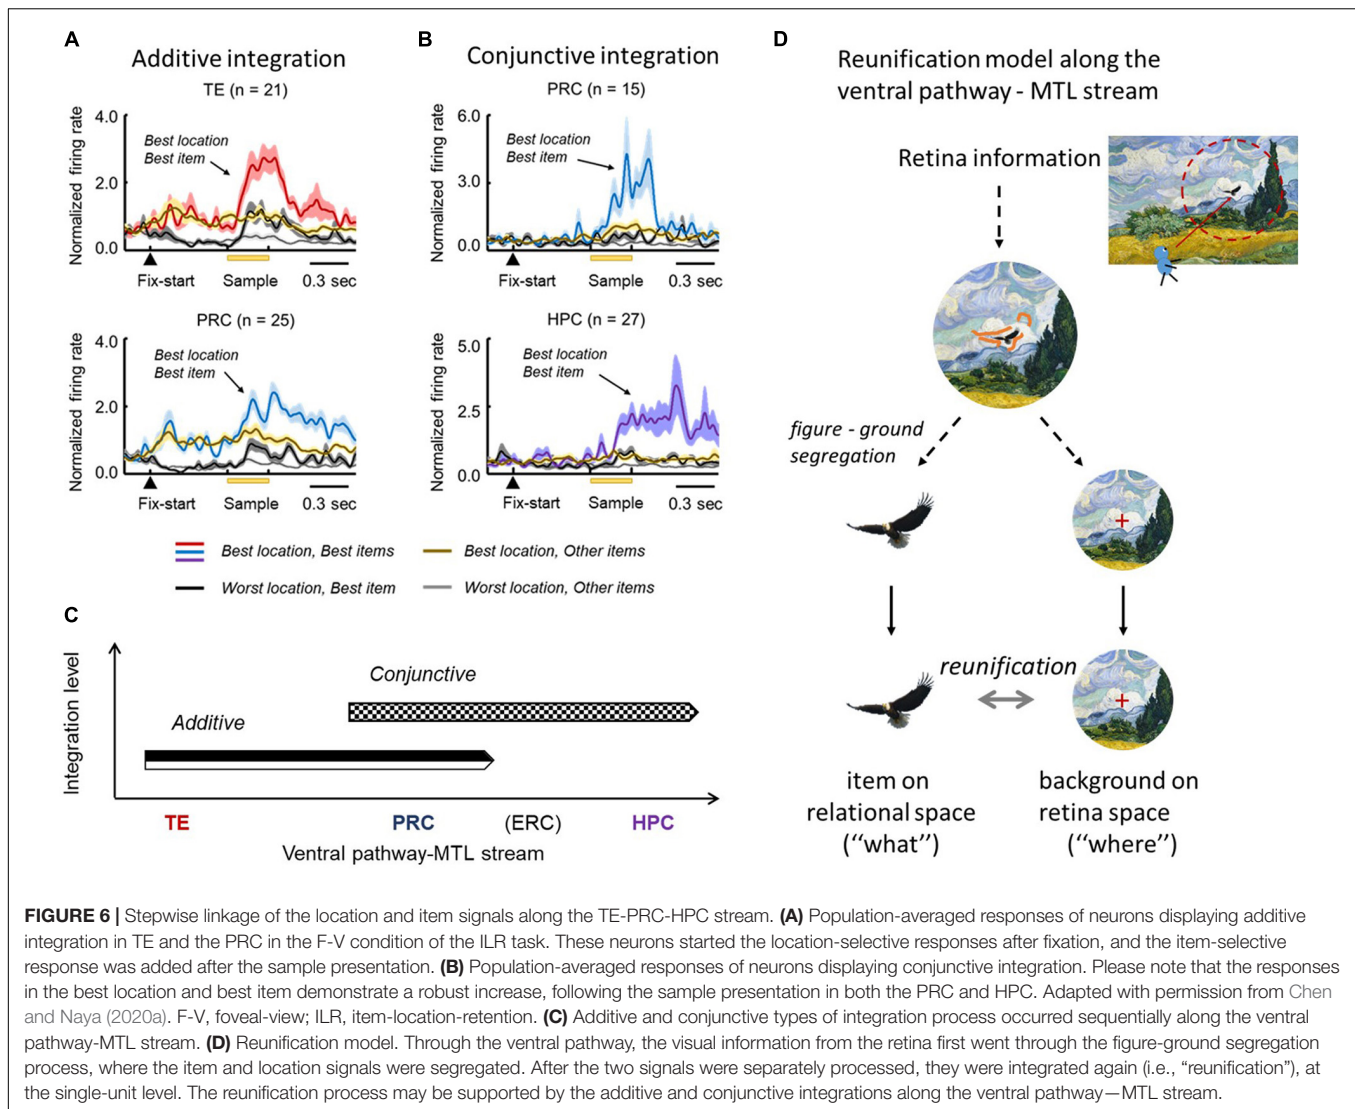 A
Additive integration
TE (n = 21)
Normalized firing rate
4.0
2.0
0.0
Best location
Best item
Fix-start
Sample
0.3 sec
PRC (n = 25)
Normalized firing rate
4.0
2.0
0.0
Best location
Best item
Fix-start
Sample
0.3 sec
B
Conjunctive integration
PRC (n = 15)
Normalized firing rate
6.0
3.0
0.0
Best location
Best item
Fix-start
Sample
0.3 sec
HPC (n = 27)
Normalized firing rate
5.0
2.5
0.0
Best location
Best item
Fix-start
Sample
0.3 sec
Best location, Best items
Best location, Other items
Worst location, Best item
Worst location, Other items
C
Integration level
Additive
Conjunctive
TE
PRC
(ERC)
HPC
Ventral pathway-MTL stream
D
Reunification model along the
ventral pathway - MTL stream
Retina information
figure - ground
segregation
reunification
item on
relational space
(“what”)
background on
retina space
(“where”)
FIGURE 6 | Stepwise linkage of the location and item signals along the TE-PRC-HPC stream. (A) Population-averaged responses of neurons displaying additive
integration in TE and the PRC in the F-V condition of the ILR task. These neurons started the location-selective responses after fixation, and the item-selective
response was added after the sample presentation. (B) Population-averaged responses of neurons displaying conjunctive integration. Please note that the responses
in the best location and best item demonstrate a robust increase, following the sample presentation in both the PRC and HPC. Adapted with permission from Chen
and Naya (2020a). F-V, foveal-view; ILR, item-location-retention. (C) Additive and conjunctive types of integration process occurred sequentially along the ventral
pathway-MTL stream. (D) Reunification model. Through the ventral pathway, the visual information from the retina first went through the figure-ground segregation
process, where the item and location signals were segregated. After the two signals were separately processed, they were integrated again (i.e., “reunification”), at
the single-unit level. The reunification process may be supported by the additive and conjunctive integrations along the ventral pathway—MTL stream.